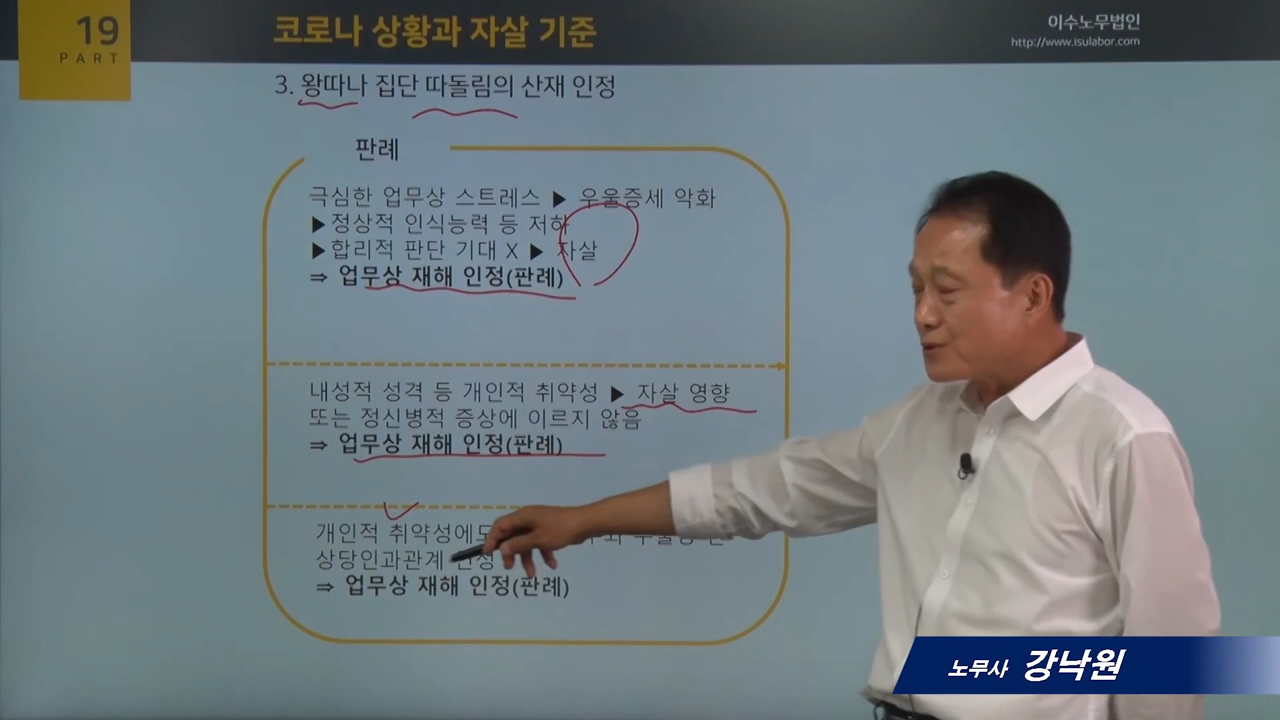 19
PART
코로나 상황과 자살 기준
이수노무법인
http://www.isulabor.com
3. 왕따나 집단 따돌림의 산재 인정
판례
극심한 업무상 스트레스 ▶ 우울증세 악화
▶정상적 인식능력 등 저하
▶합리적 판단 기대 X ▶ 자살
⇒ 업무상 재해 인정(판례)
내성적 성격 등 개인적 취약성 ▶ 자살 영향
또는 정신병적 증상에 이르지 않음
⇒ 업무상 재해 인정(판례)
개인적 취약성에도
상당인과관계 인정
⇒ 업무상 재해 인정(판례)
노무사 강낙원